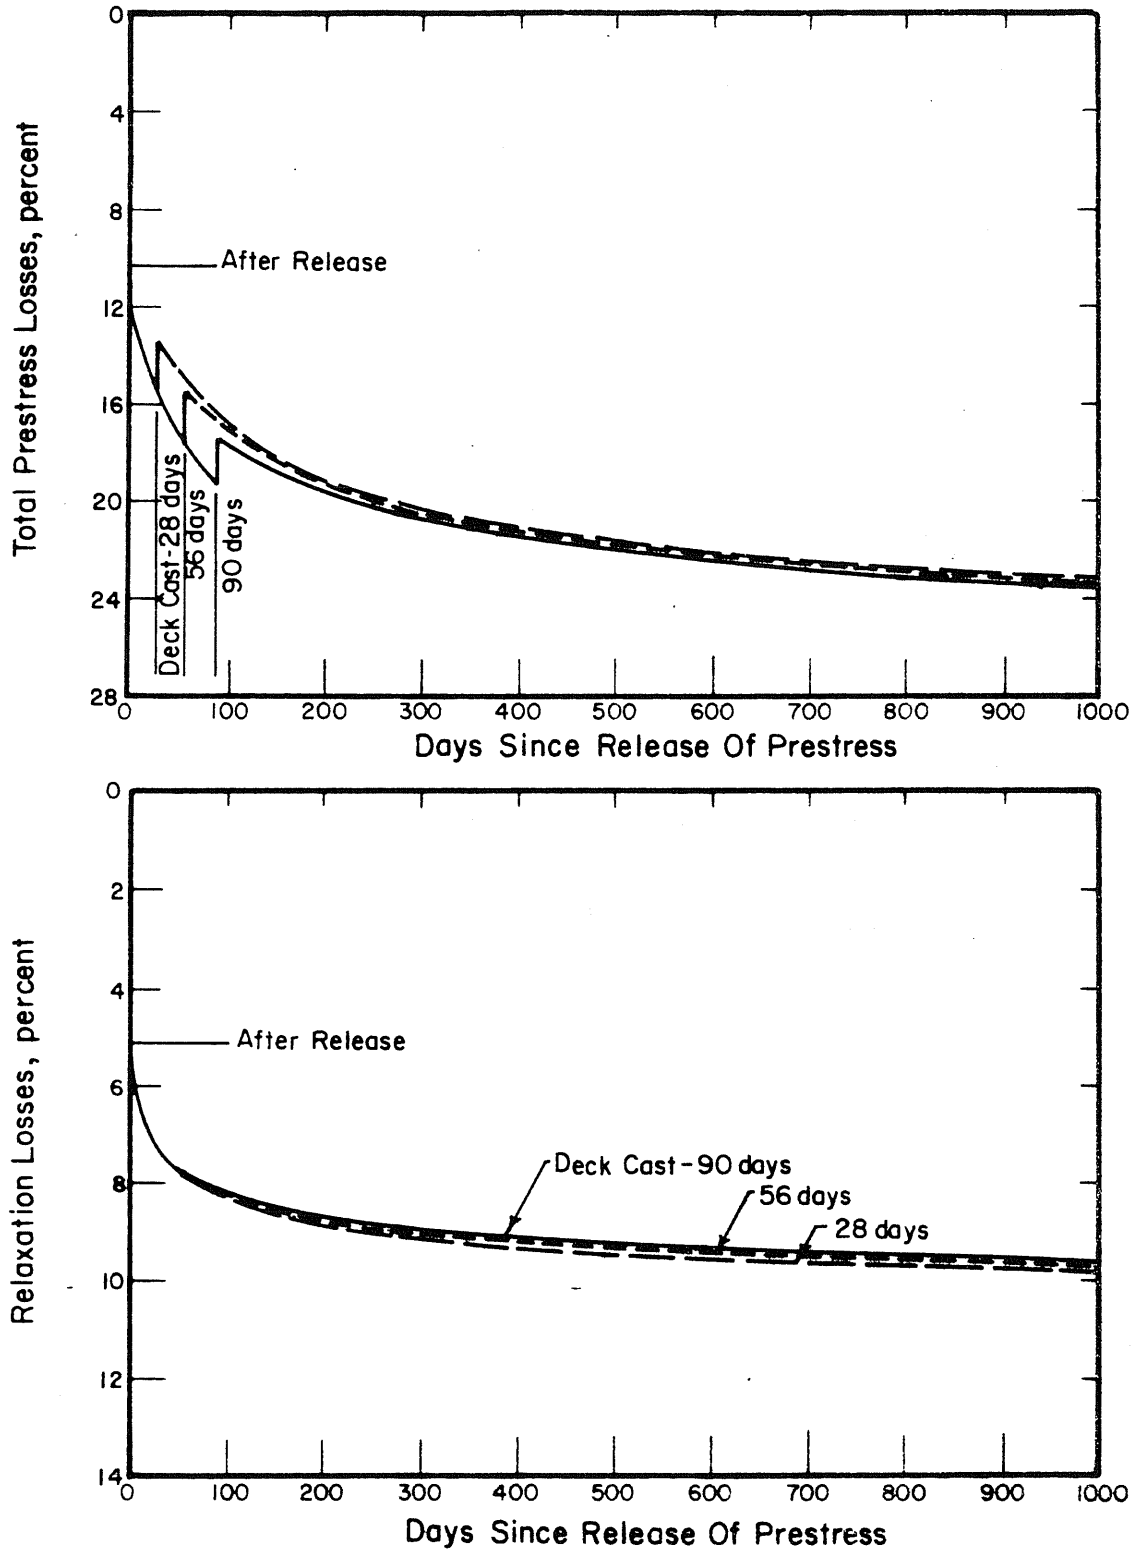 0
4
8
12
16
20
24
28
Total Prestress Losses, percent
After Release
Deck Cast-28 days
56 days
90 days
0 100 200 300 400 500 600 700 800 900 1000
Days Since Release Of Prestress
0
2
4
6
8
10
12
14
Relaxation Losses, percent
After Release
Deck Cast-90 days
56 days
28 days
0 100 200 300 400 500 600 700 800 900 1000
Days Since Release Of Prestress